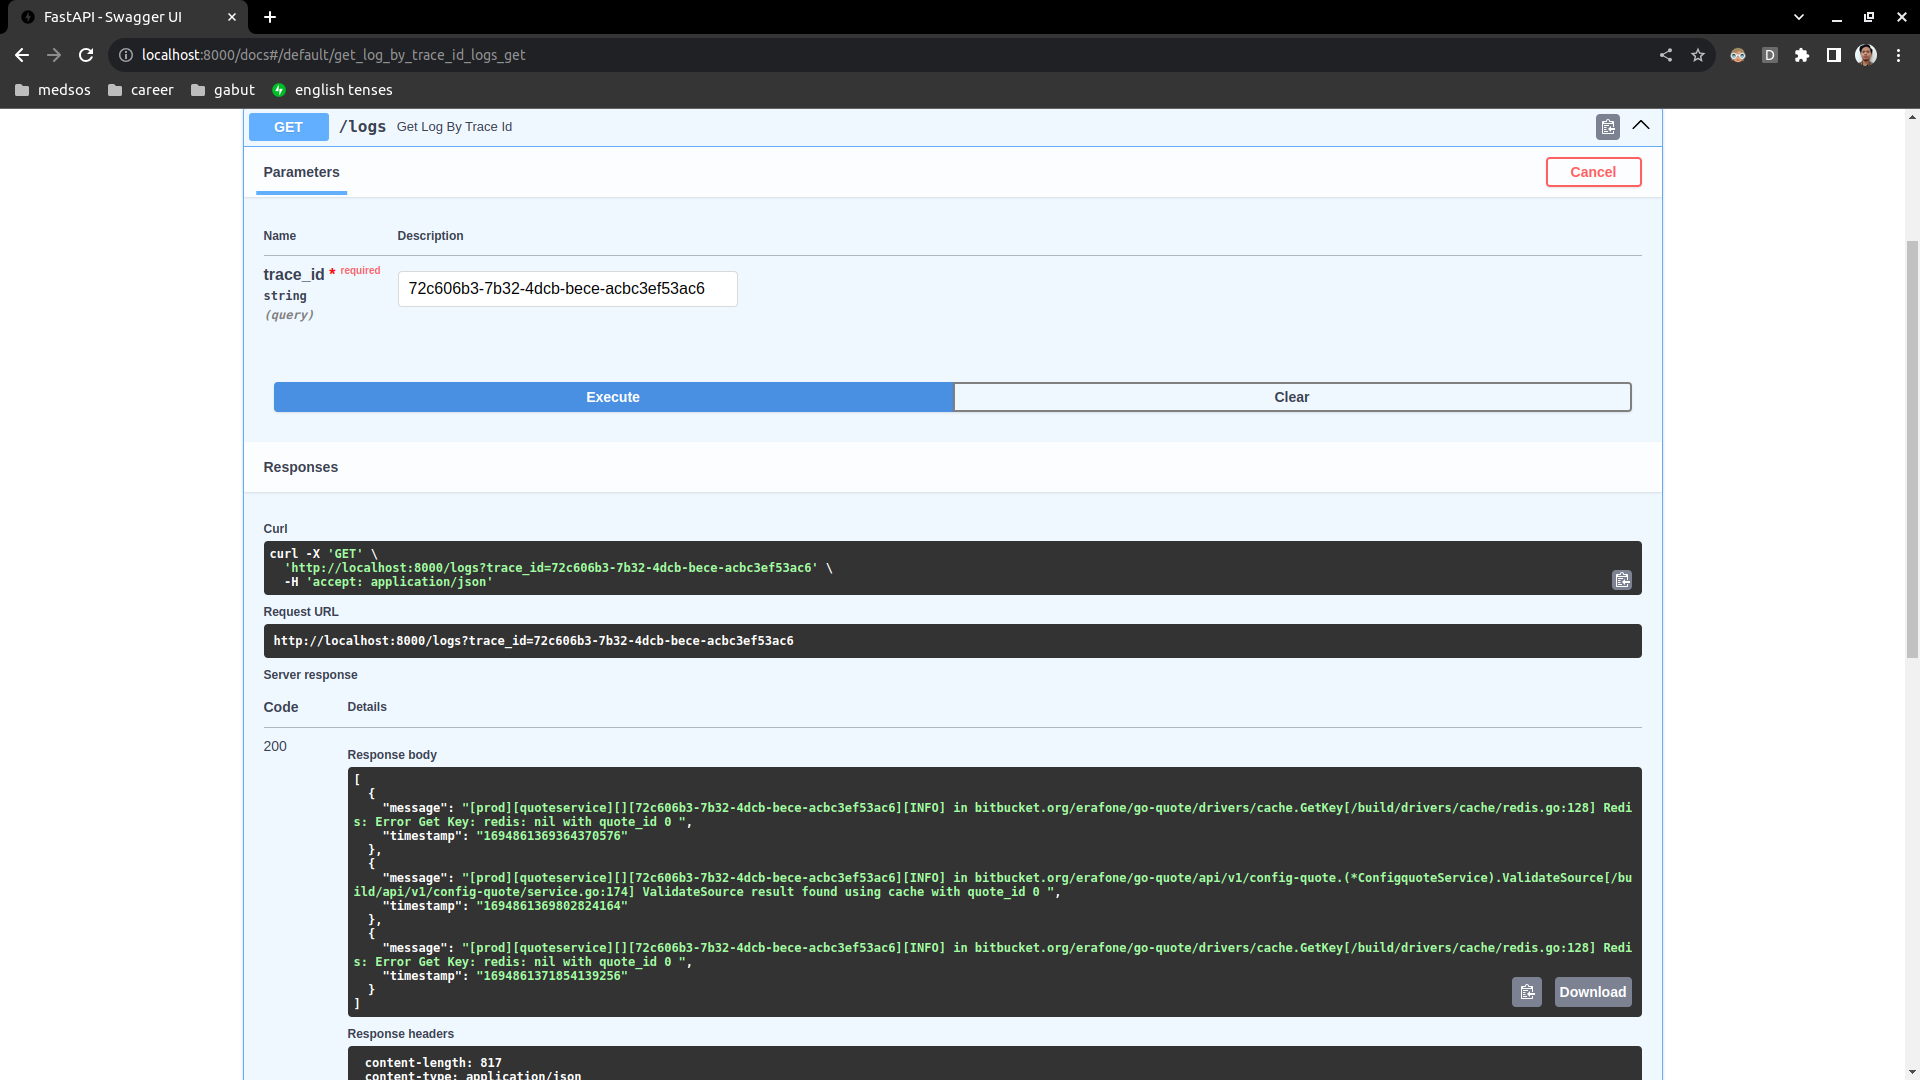 FastAPI - Swagger UI
localhost:8000/docs#/default/get_log_by_trace_id_logs_get
D
medsos career gabut english tenses
GET /logs Get Log By Trace Id
Parameters Cancel
Name Description
trace_id * required
string
(query)
72c606b3-7b32-4dcb-bece-acbc3ef53ac6
Execute Clear
Responses
Curl
curl -X 'GET' \
'http://localhost:8000/logs?trace_id=72c606b3-7b32-4dcb-bece-acbc3ef53ac6' \
-H 'accept: application/json'
Request URL
http://localhost:8000/logs?trace_id=72c606b3-7b32-4dcb-bece-acbc3ef53ac6
Server response
Code Details
200
Response body
[
{
"message": "[prod][quoteservice][][72c606b3-7b32-4dcb-bece-acbc3ef53ac6][INFO] in bitbucket.org/erafone/go-quote/drivers/cache.GetKey[/build/drivers/cache/redis.go:128] Redi
s: Error Get Key: redis: nil with quote_id 0 ",
"timestamp": "1694861369364370576"
},
{
"message": "[prod][quoteservice][][72c606b3-7b32-4dcb-bece-acbc3ef53ac6][INFO] in bitbucket.org/erafone/go-quote/api/v1/config-quote.(*ConfigquoteService).ValidateSource[/bu
ild/api/v1/config-quote/service.go:174] ValidateSource result found using cache with quote_id 0 ",
"timestamp": "1694861369802824164"
},
{
"message": "[prod][quoteservice][][72c606b3-7b32-4dcb-bece-acbc3ef53ac6][INFO] in bitbucket.org/erafone/go-quote/drivers/cache.GetKey[/build/drivers/cache/redis.go:128] Redi
s: Error Get Key: redis: nil with quote_id 0 ",
"timestamp": "1694861371854139256"
}
]
Download
Response headers
content-length: 817
content-type: application/json